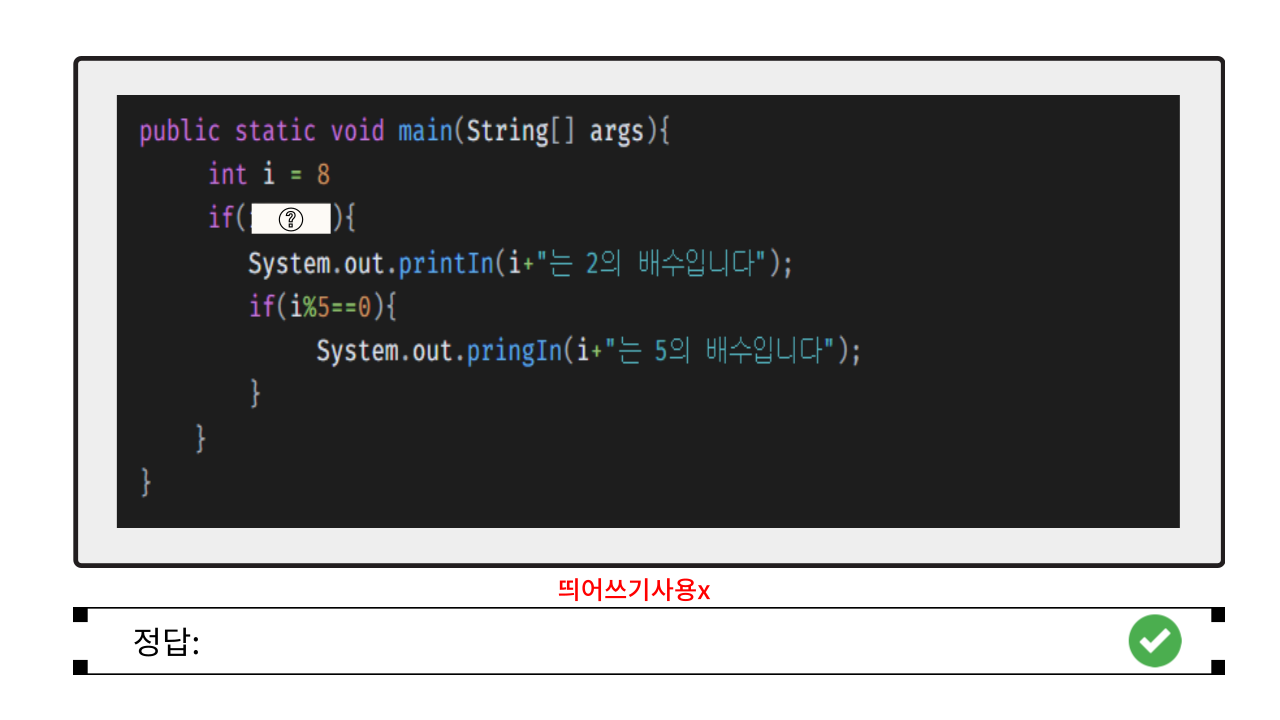 public static void main(String[] args){
int i = 8
if( ? ){
System.out.printIn(i+"는 2의 배수입니다");
if(i%5==0){
System.out.pringIn(i+"는 5의 배수입니다");
}
}
}
띄어쓰기사용x
정답: